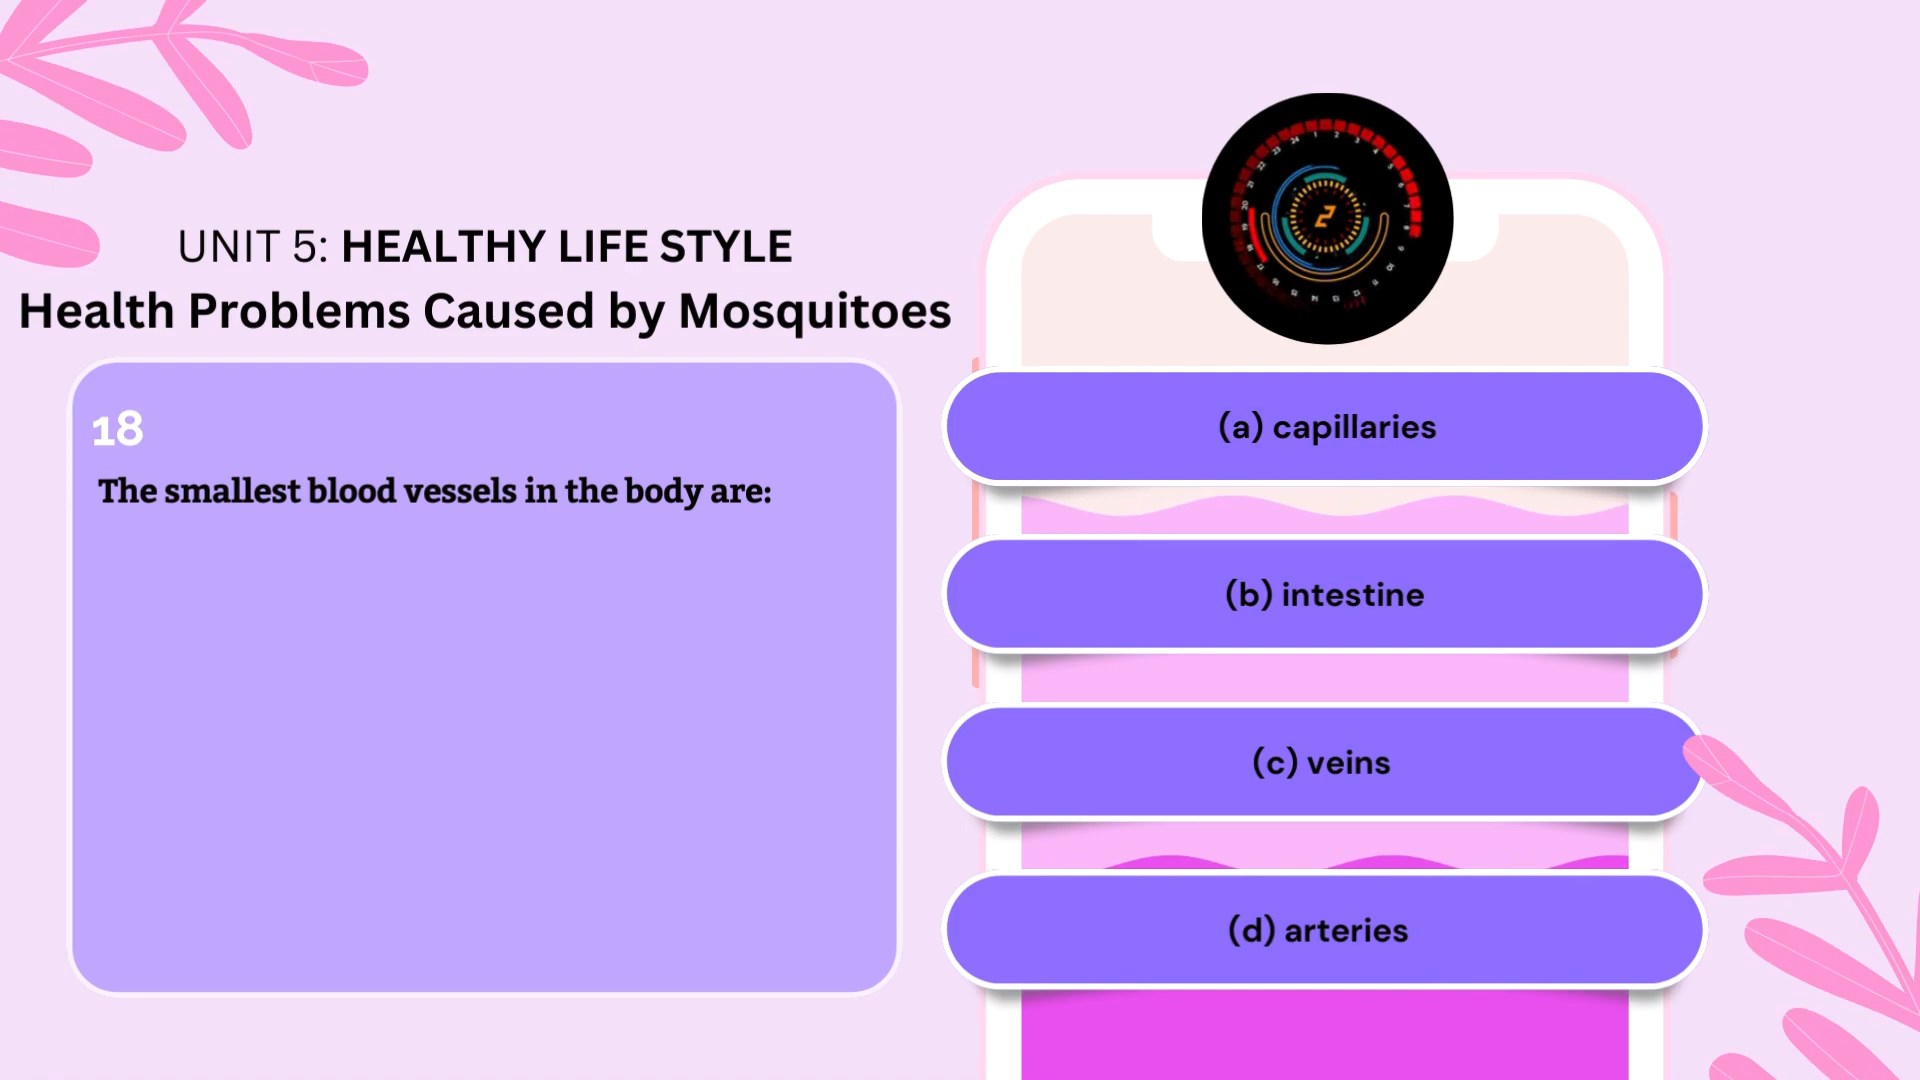 UNIT 5: HEALTHY LIFE STYLE
Health Problems Caused by Mosquitoes
18
The smallest blood vessels in the body are:
2
(a) capillaries
(b) intestine
(c) veins
(d) arteries